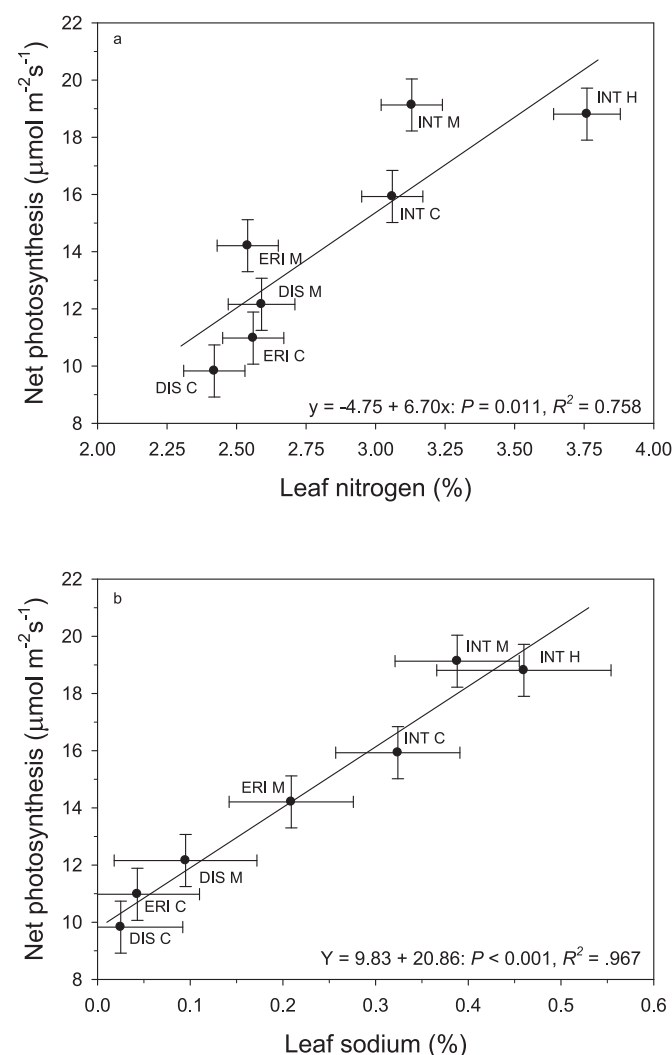 a
22
20
18
16
14
12
10
8
Net photosynthesis (μmol m⁻²s⁻¹)
INT M
INT H
INT C
ERI M
DIS M
ERI C
DIS C
y = -4.75 + 6.70x: P = 0.011, R² = 0.758
2.00 2.25 2.50 2.75 3.00 3.25 3.50 3.75 4.00
Leaf nitrogen (%)
b
22
20
18
16
14
12
10
8
Net photosynthesis (μmol m⁻²s⁻¹)
INT M
INT H
INT C
ERI M
DIS M
ERI C
DIS C
Y = 9.83 + 20.86: P < 0.001, R² = .967
0.0 0.1 0.2 0.3 0.4 0.5 0.6
Leaf sodium (%)